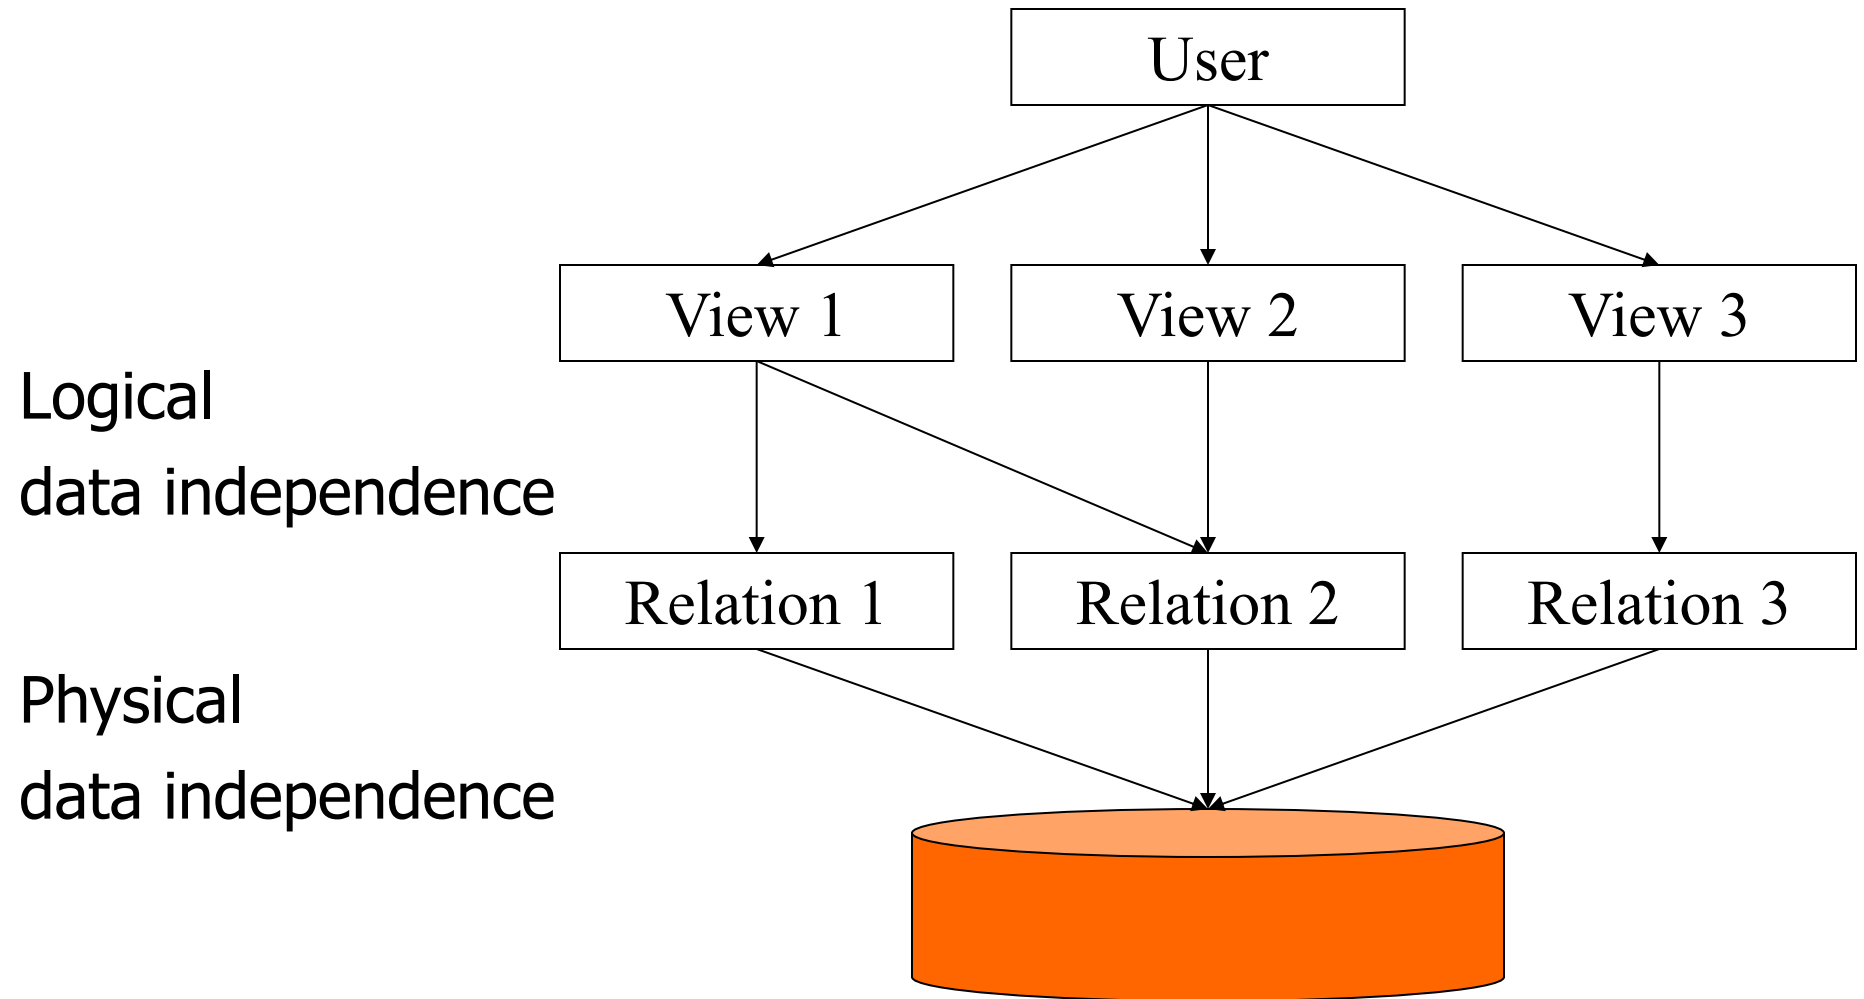 User
View 1
View 2
View 3
Logical
data independence
Relation 1
Relation 2
Relation 3
Physical
data independence